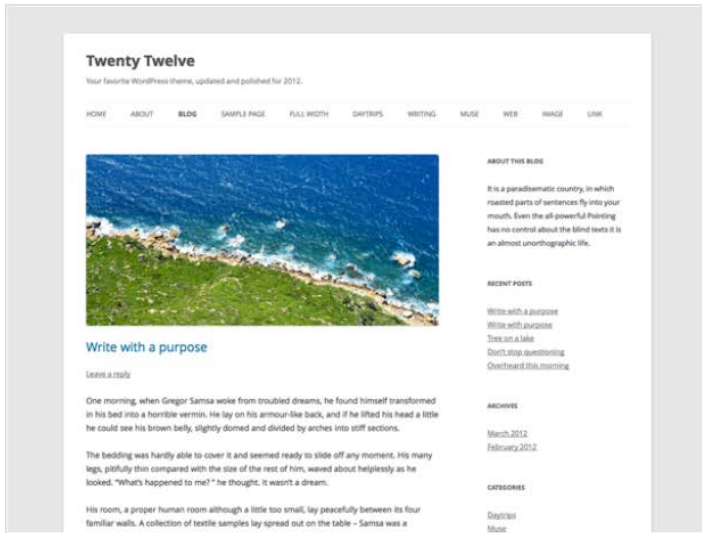 Twenty Twelve
Your favorite WordPress theme, updated and polished for 2012.
HOME ABOUT BLOG SAMPLE PAGE FULL WIDTH DAYTRIPS WRITING MUSE WEB IMAGE LINK
Write with a purpose
Leave a reply
One morning, when Gregor Samsa woke from troubled dreams, he found himself transformed
in his bed into a horrible vermin. He lay on his armour-like back, and if he lifted his head a little
he could see his brown belly, slightly domed and divided by arches into stiff sections.
The bedding was hardly able to cover it and seemed ready to slide off any moment. His many
legs, pitifully thin compared with the size of the rest of him, waved about helplessly as he
looked. "What's happened to me? " he thought. It wasn't a dream.
His room, a proper human room although a little too small, lay peacefully between its four
familiar walls. A collection of textile samples lay spread out on the table – Samsa was a
ABOUT THIS BLOG
It is a paradisematic country, in which
roasted parts of sentences fly into your
mouth. Even the all-powerful Pointing
has no control about the blind texts it is
an almost unorthographic life.
RECENT POSTS
Write with a purpose
Write with purpose
Tree on a lake
Don't stop questioning
Overheard this morning
ARCHIVES
March 2012
February 2012
CATEGORIES
Daytrips
Muse